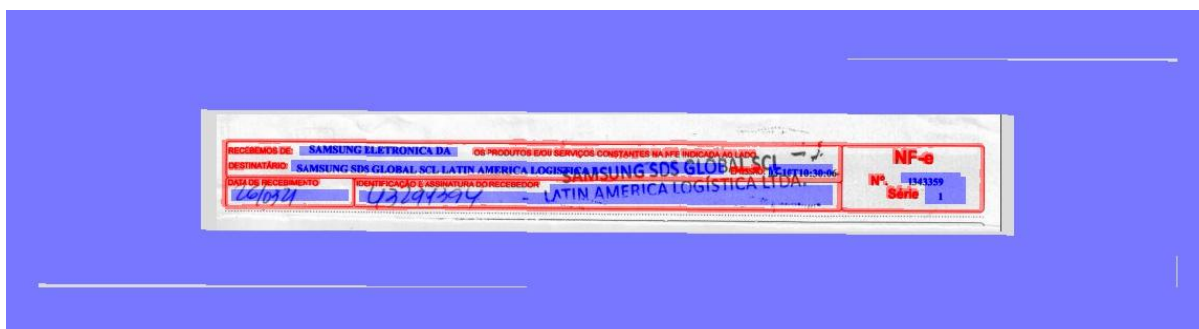 RECEBEMOS DE: SAMSUNG ELETRONICA DA OS PRODUTOS E/OU SERVIÇOS CONSTANTES NA NFE INDICADA AO LADO
DESTINATÁRIO: SAMSUNG SDS GLOBAL SCL LATIN AMERICA LOGISTICA
SAMSUNG SDS GLOBAL SCL
LATIN AMERICA LOGÍSTICA LTDA.
DATA DE RECEBIMENTO
IDENTIFICAÇÃO E ASSINATURA DO RECEBEDOR
NF-e
Nº. 1343359
Série 1